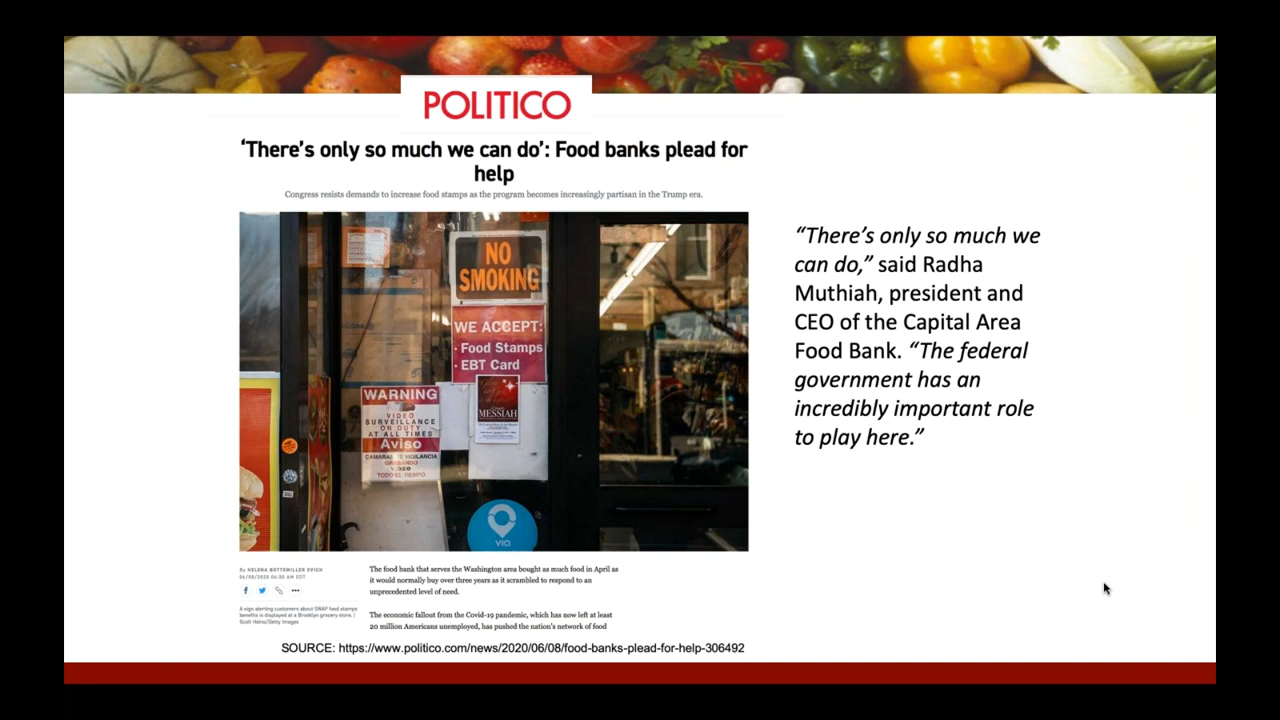 POLITICO
‘There’s only so much we can do’: Food banks plead for
help
Congress resists demands to increase food stamps as the program becomes increasingly partisan in the Trump era.
NO
SMOKING
WE ACCEPT:
· Food Stamps
· EBT Card
MESSIAH
WARNING
VIDEO
SURVEILLANCE
ON DUTY
AT ALL TIMES
Aviso
CAMARAS DE VIGILANCIA
GRABANDO
VIDEO
TODO EL TIEMPO
VIA
“There’s only so much we
can do,” said Radha
Muthiah, president and
CEO of the Capital Area
Food Bank. “The federal
government has an
incredibly important role
to play here.”
By HELENA BOTTEMILLER EVICH
06/08/2020 04:30 AM EDT
A sign alerting customers about SNAP food stamps
benefits is displayed at a Brooklyn grocery store. |
Scott Heins/Getty Images
The food bank that serves the Washington area bought as much food in April as
it would normally buy over three years as it scrambled to respond to an
unprecedented level of need.
The economic fallout from the Covid-19 pandemic, which has now left at least
20 million Americans unemployed, has pushed the nation’s network of food
SOURCE: https://www.politico.com/news/2020/06/08/food-banks-plead-for-help-306492